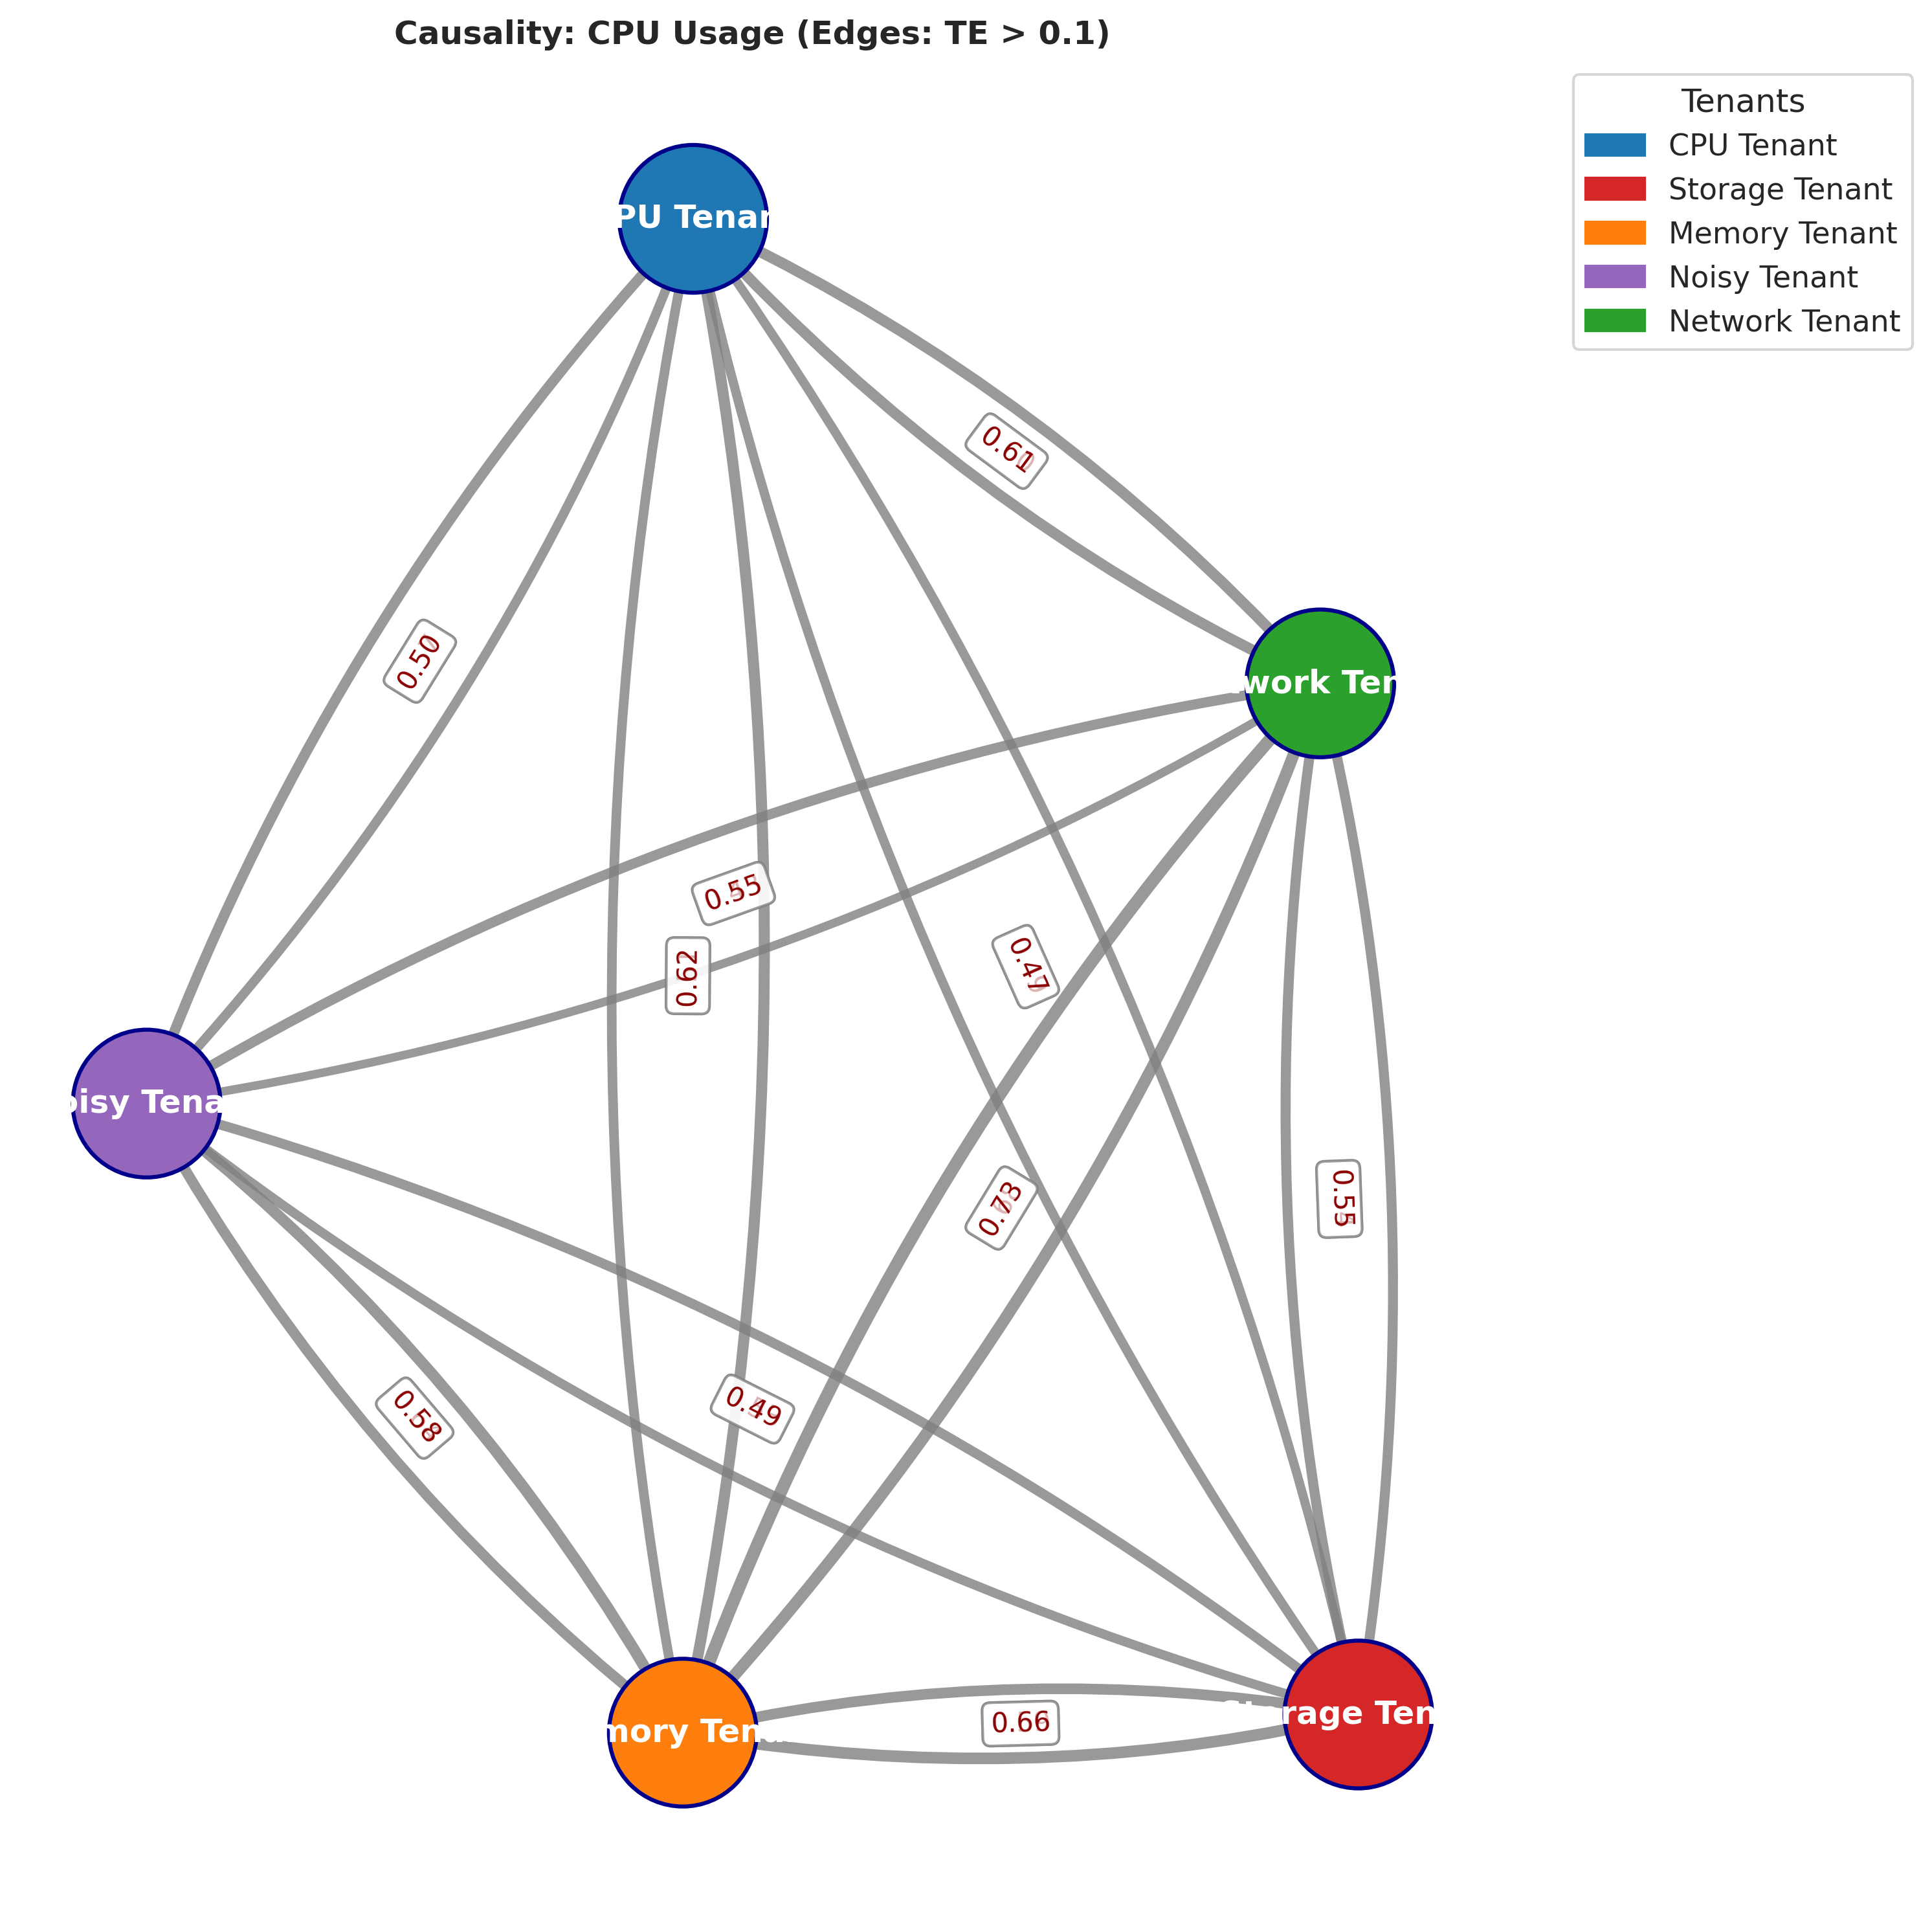 Causality: CPU Usage (Edges: TE > 0.1)
Tenants
CPU Tenant
Storage Tenant
Memory Tenant
Noisy Tenant
Network Tenant
PU Tenan
0.61
0.50
work Ten
0.55
0.62
0.47
oisy Tena
0.73
0.55
0.49
0.58
rage Ten
0.66
mory Tena